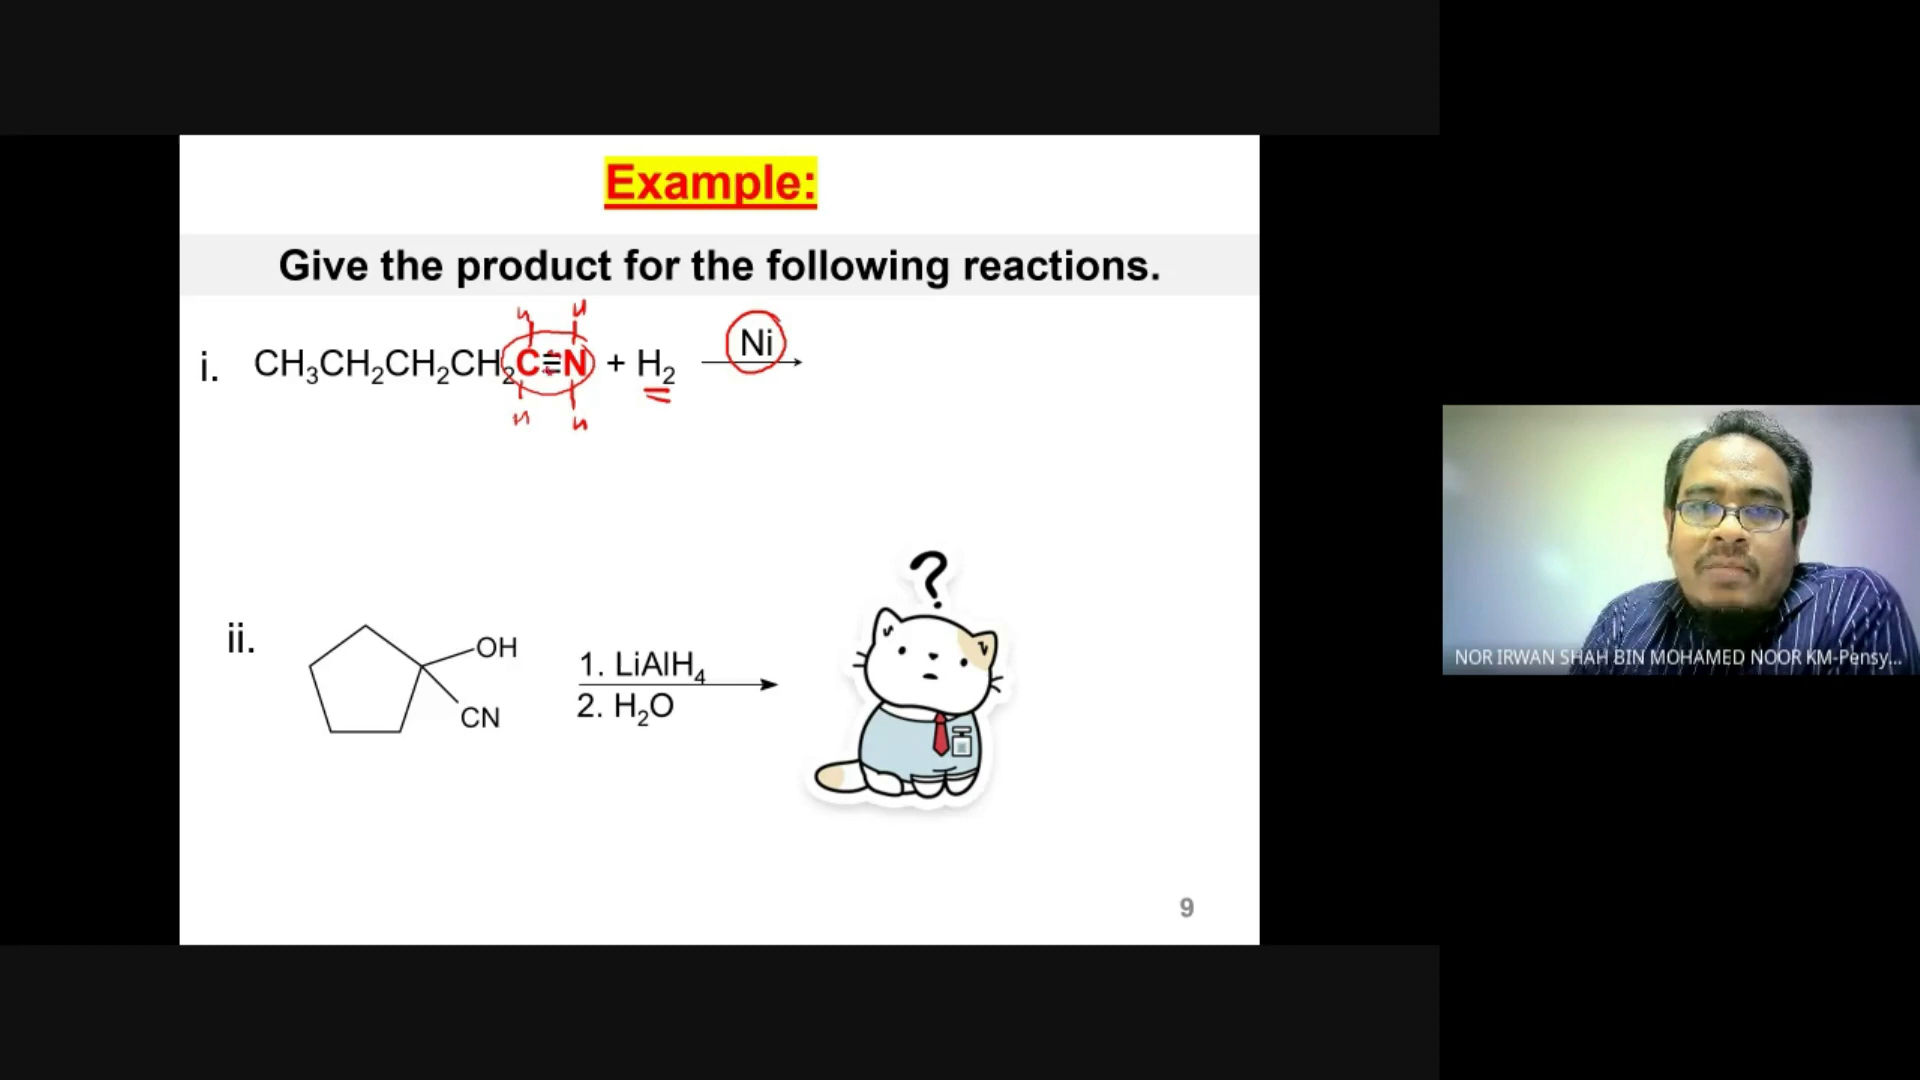 Example:
Give the product for the following reactions.
H H
i. CH₃CH₂CH₂CH₂C≡N + H₂ Ni
H H
?
ii. OH
CN
1. LiAlH₄
2. H₂O
NOR IRWAN SHAH BIN MOHAMED NOOR KM-Pensy...
9